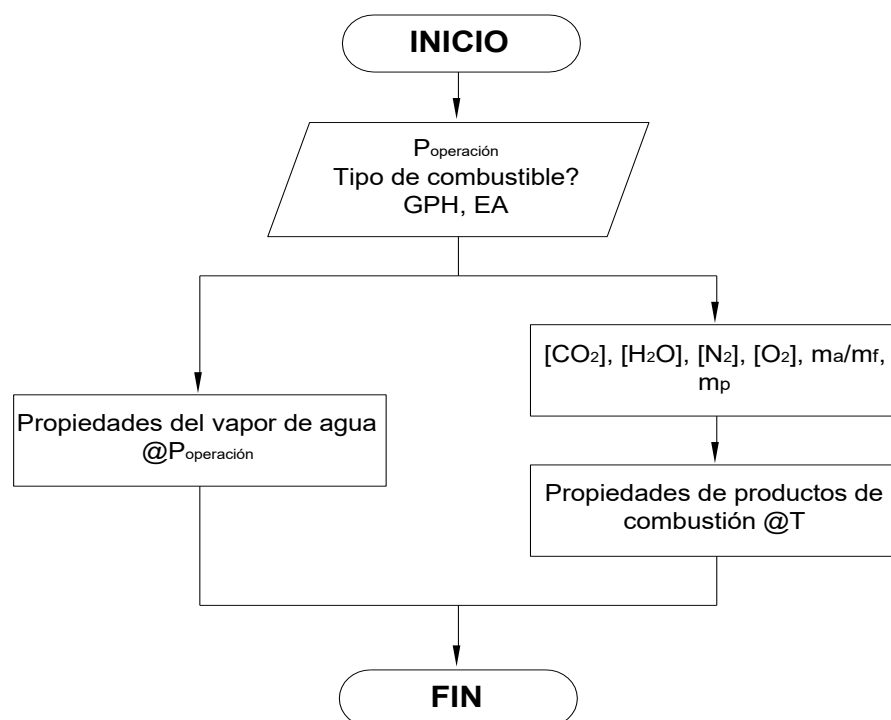 INICIO
Poperación
Tipo de combustible?
GPH, EA
[CO2], [H2O], [N2], [O2], ma/mf,
mp
Propiedades del vapor de agua
@Poperación
Propiedades de productos de
combustión @T
FIN